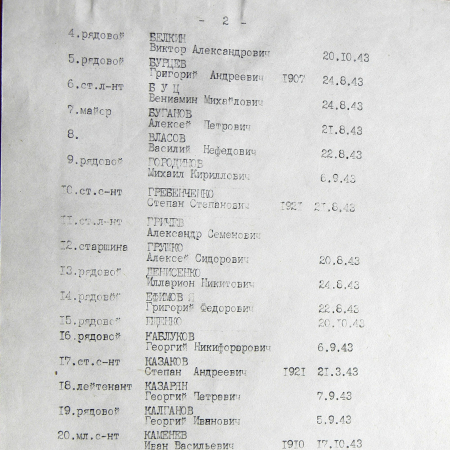 - 2 -
4.рядовой БЕЛКИН
Виктор Александрович 20.10.43
5.рядовой БУРЦЕВ
Григорий Андреевич 1907 24.8.43
6.ст.л-нт Б У Ц
Вениамин Михайлович 24.8.43
7.майор БУГАНОВ
Алексей Петрович 21.8.43
8. ВЛАСОВ
Василий Нефедович 22.8.43
9.рядовой
Михаил Кириллович 6.9.43
10.ст.с-нт ГРЕБЕНЧЕНКО
Степан Степанович 1921 21.8.43
11.ст.л-нт
Александр Семенович
12.старшина ГРУШКО
Алексей Сидорович 20.8.43
13.рядовой ДЕНИСЕНКО
Илларион Никитович 24.8.43
14.рядовой ЕФИМОВ
Григорий Федорович 22.8.43
15.рядовой 20.10.43
16.рядовой КАБЛУКОВ
Георгий Никифорович 6.9.43
17.ст.с-нт КАЗАКОВ
Степан Андреевич 1921 21.3.43
18.лейтенант КАЗАРЯН
Георгий Петрович 7.9.43
19.рядовой КАЛГАНОВ
Георгий Иванович 5.9.43
20.мл.с-нт КАМЕНЕВ
Иван Васильевич 1910 17.10.43